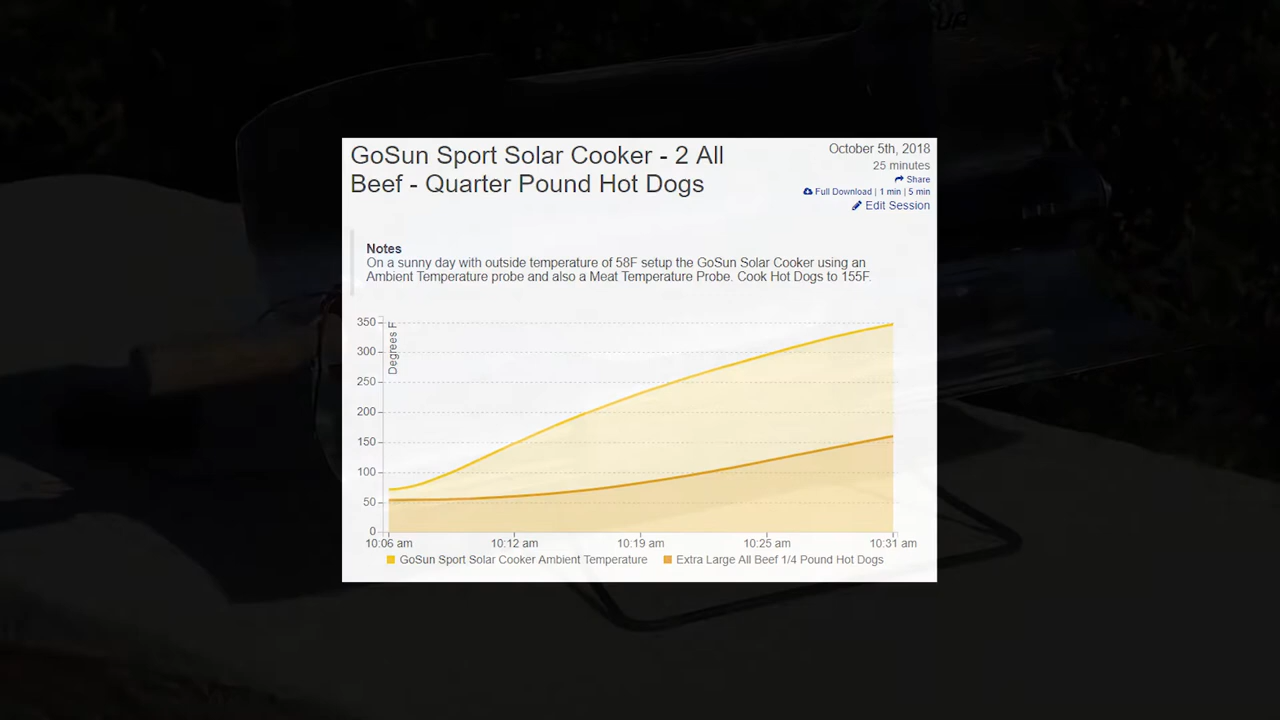 GoSun Sport Solar Cooker - 2 All
Beef - Quarter Pound Hot Dogs
October 5th, 2018
25 minutes
Share
Full Download | 1 min | 5 min
Edit Session
Notes
On a sunny day with outside temperature of 58F setup the GoSun Solar Cooker using an
Ambient Temperature probe and also a Meat Temperature Probe. Cook Hot Dogs to 155F.
Degrees F
350
300
250
200
150
100
50
0
10:06 am 10:12 am 10:19 am 10:25 am 10:31 am
GoSun Sport Solar Cooker Ambient Temperature Extra Large All Beef 1/4 Pound Hot Dogs